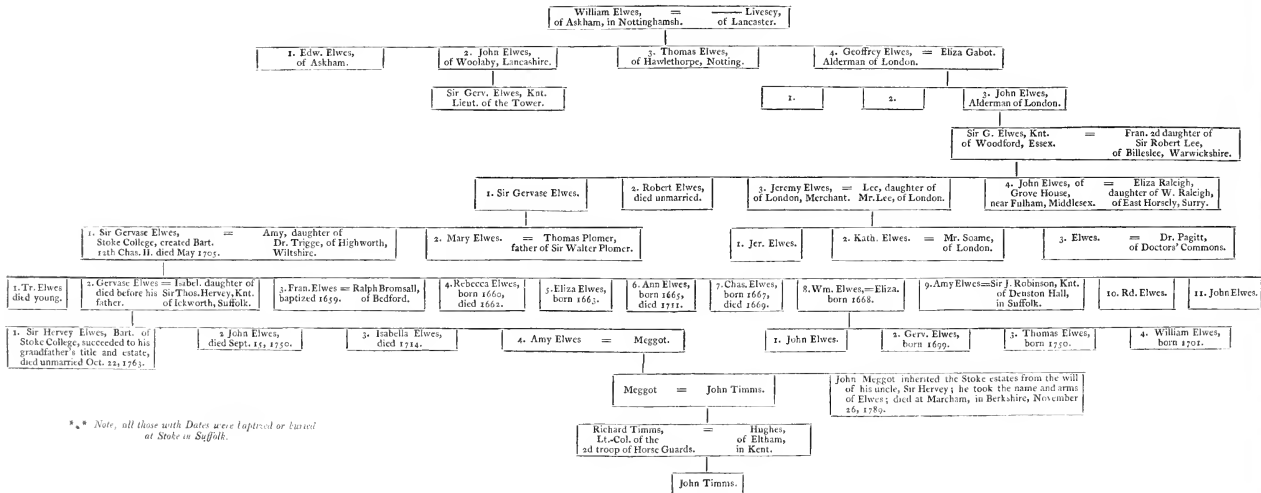 William Elwes, = —— Livesey,
of Askham, in Nottinghamsh. of Lancaster.
1. Edw. Elwes,
of Askham.
2. John Elwes,
of Woolaby, Lancashire.
3. Thomas Elwes,
of Hawlethorpe, Notting.
4. Geoffrey Elwes, = Eliza Gabot.
Alderman of London.
Sir Gerv. Elwes, Knt.
Lieut. of the Tower.
1.
2.
3. John Elwes,
Alderman of London.
Sir G. Elwes, Knt. = Fran. 2d daughter of
of Woodford, Essex. Sir Robert Lee,
of Billeslee, Warwickshire.
1. Sir Gervase Elwes.
2. Robert Elwes,
died unmarried.
3. Jeremy Elwes, = Lee, daughter of
of London, Merchant. Mr. Lee, of London.
4. John Elwes, of = Eliza Raleigh,
Grove House, daughter of W. Raleigh,
near Fulham, Middlesex. of East Horsely, Surry.
1. Sir Gervase Elwes, = Amy, daughter of
Stoke College, created Bart. Dr. Trigge, of Highworth,
12th Chas. II. died May 1705. Wiltshire.
2. Mary Elwes. = Thomas Plomer,
father of Sir Walter Plomer.
1. Jer. Elwes.
2. Kath. Elwes. = Mr. Soame,
of London.
3. Elwes. = Dr. Pagitt,
of Doctors' Commons.
1. Tr. Elwes
died young.
2. Gervase Elwes = Isabel. daughter of
died before his Sir Thos. Hervey, Knt.
father. of Ickworth, Suffolk.
3. Fran. Elwes = Ralph Bromsall,
baptized 1659. of Bedford.
4. Rebecca Elwes,
born 1660,
died 1662.
5. Eliza Elwes,
born 1663.
6. Ann Elwes,
born 1665,
died 1711.
7. Chas. Elwes,
born 1667,
died 1669.
8. Wm. Elwes, = Eliza.
born 1668.
9. Amy Elwes = Sir J. Robinson, Knt.
of Deuston Hall,
in Suffolk.
10. Rd. Elwes.
11. John Elwes.
1. Sir Hervey Elwes, Bart. of
Stoke College, succeeded to his
grandfather's title and estate,
died unmarried Oct. 22, 1763.
2 John Elwes,
died Sept. 15, 1750.
3. Isabella Elwes,
died 1714.
4. Amy Elwes = Meggot.
1. John Elwes.
2. Gerv. Elwes,
born 1699.
3. Thomas Elwes,
born 1750.
4. William Elwes,
born 1701.
Meggot = John Timms.
John Meggot inherited the Stoke estates from the will
of his uncle, Sir Hervey; he took the name and arms
of Elwes; died at Marcham, in Berkshire, November
26, 1789.
*** Note, all those with Dates were baptized or buried
at Stoke in Suffolk.
Richard Timms, = Hughes,
Lt.-Col. of the of Eltham,
2d troop of Horse Guards. in Kent.
John Timms.